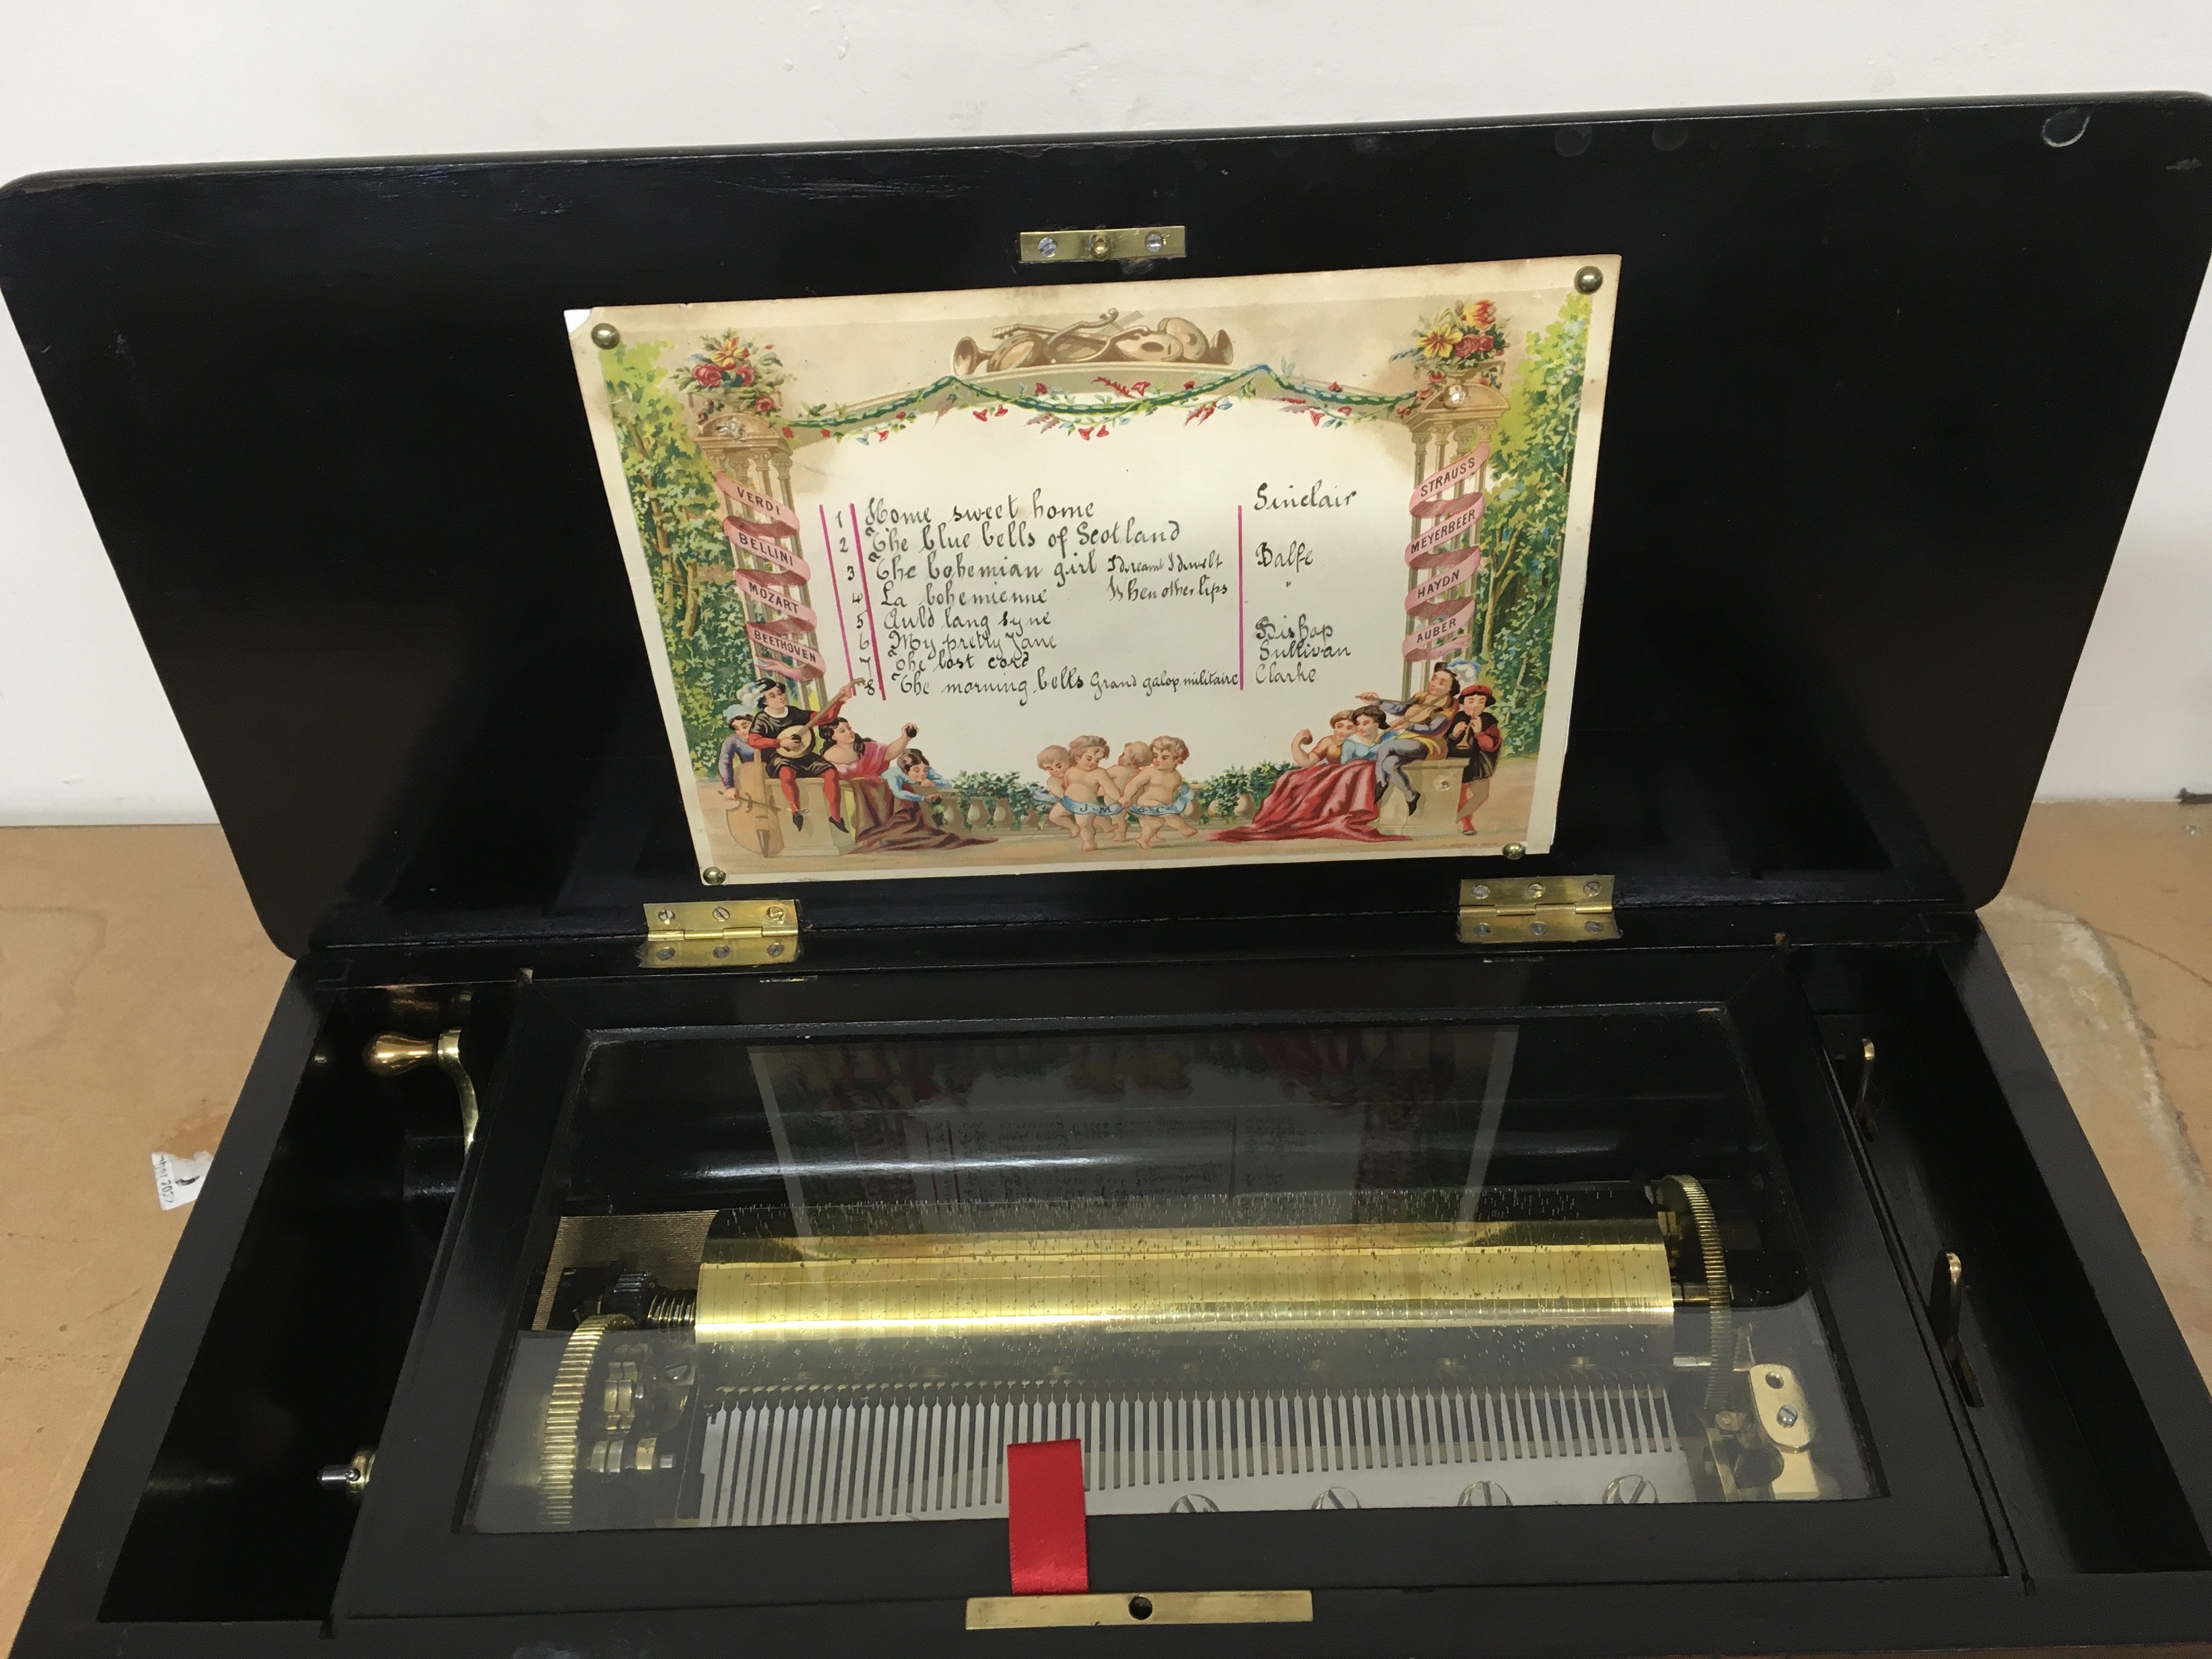 1 Home sweet home Sinclair
2 The blue bells of Scotland
3 The bohemian girl I dreamt I dwelt Balfe
4 La bohemienne When other lips "
5 Auld lang syne
6 My pretty Jane Bishop
7 The lost cord Sullivan
8 The morning bells Grand galop militaire Clarke
VERDI
BELLINI
MOZART
BEETHOVEN
STRAUSS
MEYERBEER
HAYDN
AUBER
J.M.